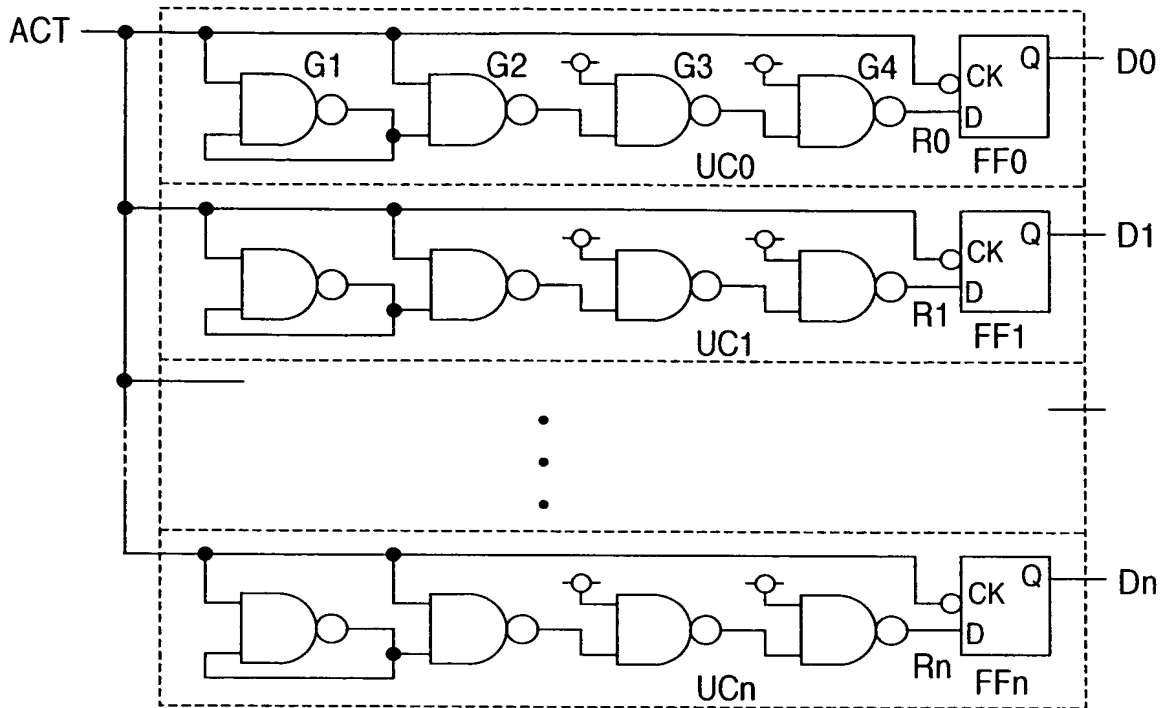 ACT
G1
G2
G3
G4
Q
CK
D
D0
R0
UC0
FF0
Q
CK
D
D1
R1
UC1
FF1
Q
CK
D
Dn
Rn
UCn
FFn